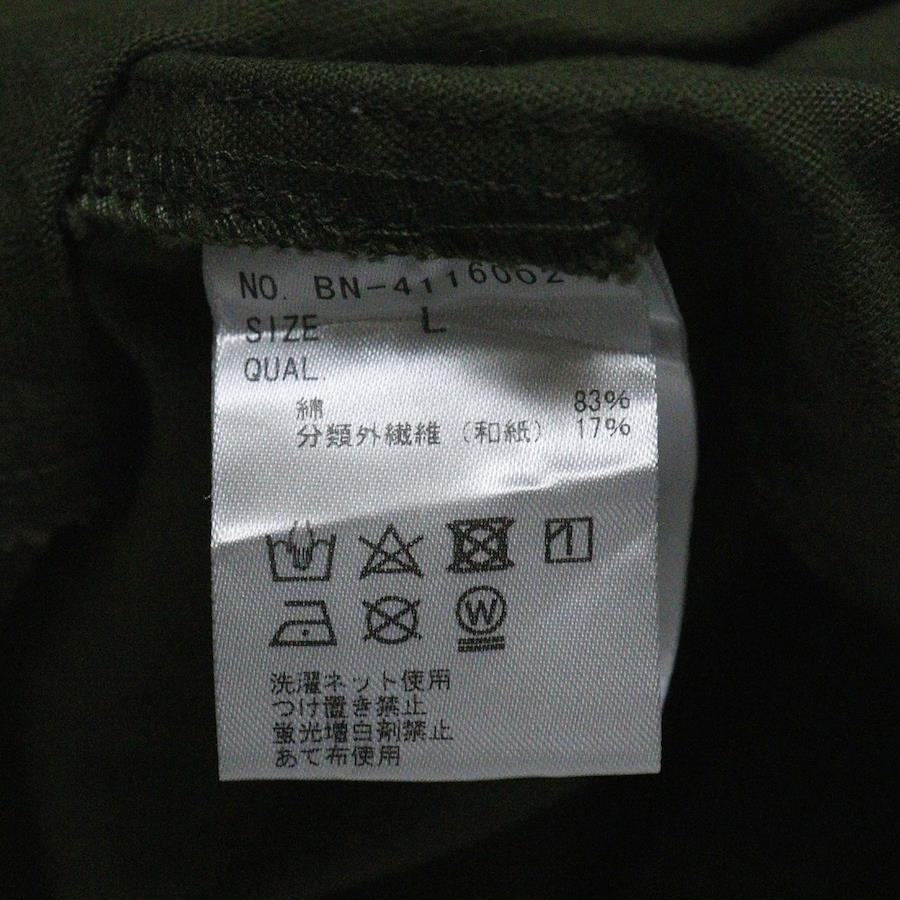 NO. BN-4116002
SIZE L
QUAL.
綿 83%
分類外繊維 (和紙) 17%
W
洗濯ネット使用
つけ置き禁止
蛍光増白剤禁止
あて布使用